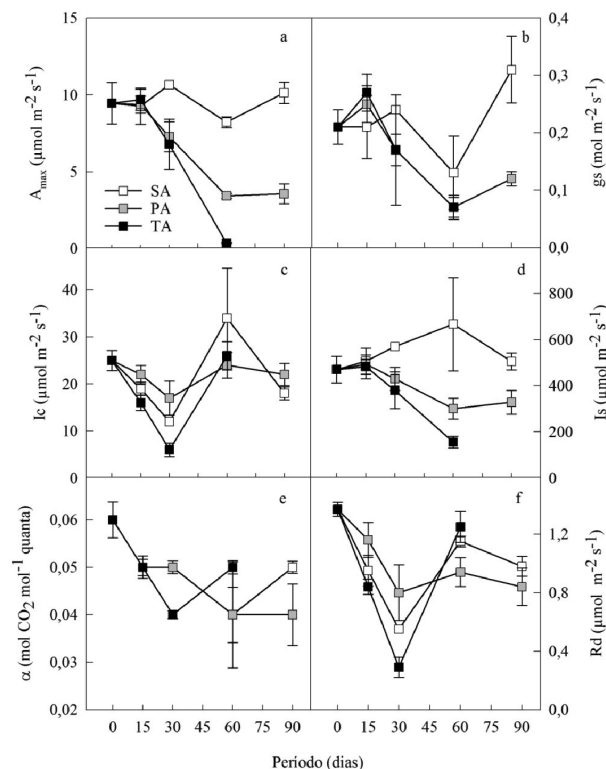 15
a
10
5
0
A max (µmol m⁻² s⁻¹)
SA
PA
TA
0,4
b
0,3
0,2
0,1
0,0
gs (mol m⁻² s⁻¹)
40
c
30
20
10
0
Ic (µmol m⁻² s⁻¹)
800
d
600
400
200
0
Is (µmol m⁻² s⁻¹)
0,06
e
0,05
0,04
0,03
0,02
α (mol CO₂ mol⁻¹ quanta)
f
1,2
0,8
0,4
0,0
Rd (µmol m⁻² s⁻¹)
0 15 30 45 60 90
0 15 30 45 60 90
Período (dias)